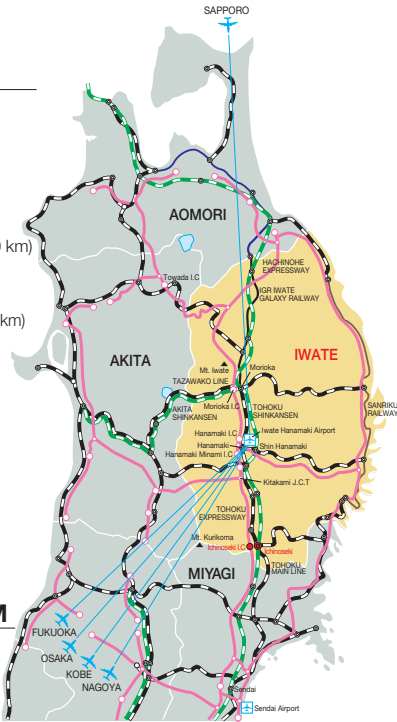 SAPPORO
AOMORI
km)
HACHINOHE
EXPRESSWAY
Towada I.C
IGR IWATE
GALAXY RAILWAY
km)
IWATE
AKITA
Mt. Iwate
Morioka
TAZAWAKO LINE
SANRIKU
RAILWAY
AKITA
SHINKANSEN
Morioka I.C
TOHOKU
SHINKANSEN
Hanamaki I.C
Iwate Hanamaki Airport
Hanamaki
Shin Hanamaki
Hanamaki Minami I.C
Kitakami J.C.T
TOHOKU
EXPRESSWAY
Mt. Kurikoma
Ichinoseki I.C
Ichinoseki
TOHOKU
MAIN LINE
MIYAGI
M
FUKUOKA
OSAKA
KOBE
NAGOYA
Sendai
Sendai Airport